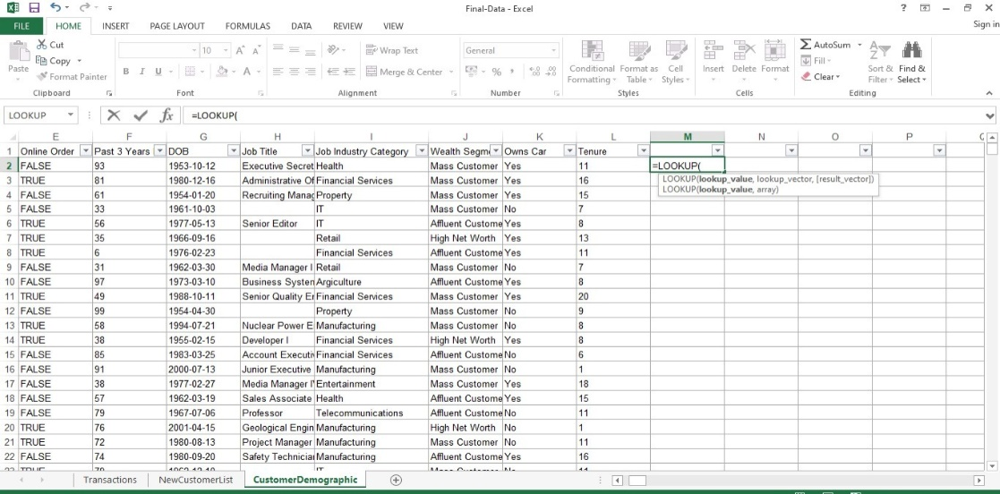 Final-Data - Excel
FILE HOME INSERT PAGE LAYOUT FORMULAS DATA REVIEW VIEW Sign in
Paste Cut Copy Format Painter
Clipboard
10 A A
B I U A
Font
Wrap Text
Merge & Center
Alignment
General
%
Number
Conditional Formatting Format as Table Cell Styles
Styles
Insert Delete Format
Cells
AutoSum Fill Clear Sort & Filter Find & Select
Editing
LOOKUP fx =LOOKUP(
E F G H I J K L M N O P
1 Online Order Past 3 Years DOB Job Title Job Industry Category Wealth Segme Owns Car Tenure
2 FALSE 93 1953-10-12 Executive Secret Health Mass Customer Yes 11 =LOOKUP(
LOOKUP(lookup_value, lookup_vector, [result_vector])
LOOKUP(lookup_value, array)
3 TRUE 81 1980-12-16 Administrative Of Financial Services Mass Customer Yes 16
4 FALSE 61 1954-01-20 Recruiting Manag Property Mass Customer Yes 15
5 FALSE 33 1961-10-03 IT Mass Customer No 7
6 TRUE 56 1977-05-13 Senior Editor IT Affluent Custome Yes 8
7 TRUE 35 1966-09-16 Retail High Net Worth Yes 13
8 TRUE 6 1976-02-23 Financial Services Affluent Custome Yes 11
9 FALSE 31 1962-03-30 Media Manager I Retail Mass Customer No 7
10 FALSE 97 1973-03-10 Business System Argiculture Affluent Custome Yes 8
11 TRUE 49 1988-10-11 Senior Quality En Financial Services Mass Customer Yes 20
12 FALSE 99 1954-04-30 Property Mass Customer No 9
13 TRUE 58 1994-07-21 Nuclear Power E Manufacturing Mass Customer No 8
14 TRUE 38 1955-02-15 Developer I Financial Services High Net Worth Yes 8
15 FALSE 85 1983-03-25 Account Executiv Financial Services Affluent Custome No 6
16 FALSE 91 2000-07-13 Junior Executive Manufacturing Mass Customer No 1
17 FALSE 38 1977-02-27 Media Manager I Entertainment Mass Customer Yes 18
18 FALSE 57 1962-03-19 Sales Associate Health Affluent Custome Yes 15
19 FALSE 79 1967-07-06 Professor Telecommunications Affluent Custome No 11
20 TRUE 76 2001-04-15 Geological Engin Manufacturing High Net Worth No 1
21 TRUE 72 1980-08-13 Project Manager Manufacturing Mass Customer No 11
22 FALSE 74 1980-09-20 Safety Technician Manufacturing Affluent Custome Yes 16
Transactions NewCustomerList CustomerDemographic